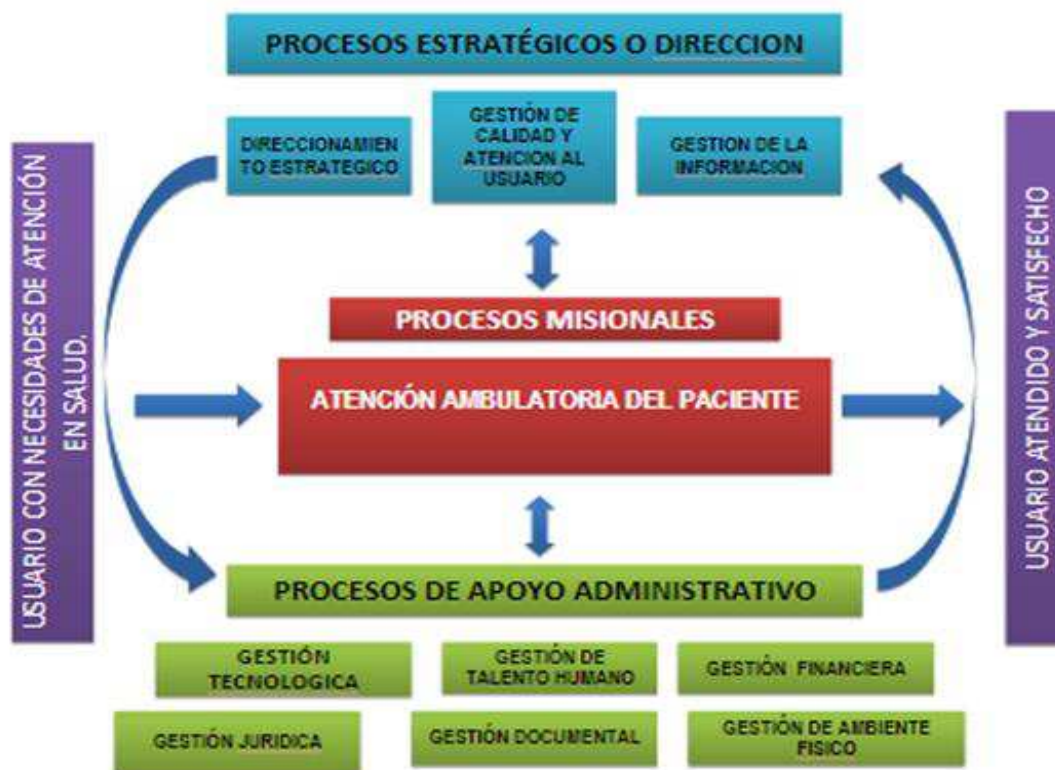 PROCESOS ESTRATÉGICOS O DIRECCION
DIRECCIONAMIEN
TO ESTRATEGICO
GESTIÓN DE
CALIDAD Y
ATENCION AL
USUARIO
GESTION DE LA
INFORMACION
USUARIO CON NECESIDADES DE ATENCIÓN
EN SALUD.
PROCESOS MISIONALES
ATENCIÓN AMBULATORIA DEL PACIENTE
USUARIO ATENDIDO Y SATISFECHO
PROCESOS DE APOYO ADMINISTRATIVO
GESTIÓN
TECNOLOGICA
GESTIÓN DE
TALENTO HUMANO
GESTIÓN FINANCIERA
GESTIÓN JURIDICA
GESTIÓN DOCUMENTAL
GESTIÓN DE AMBIENTE
FISICO